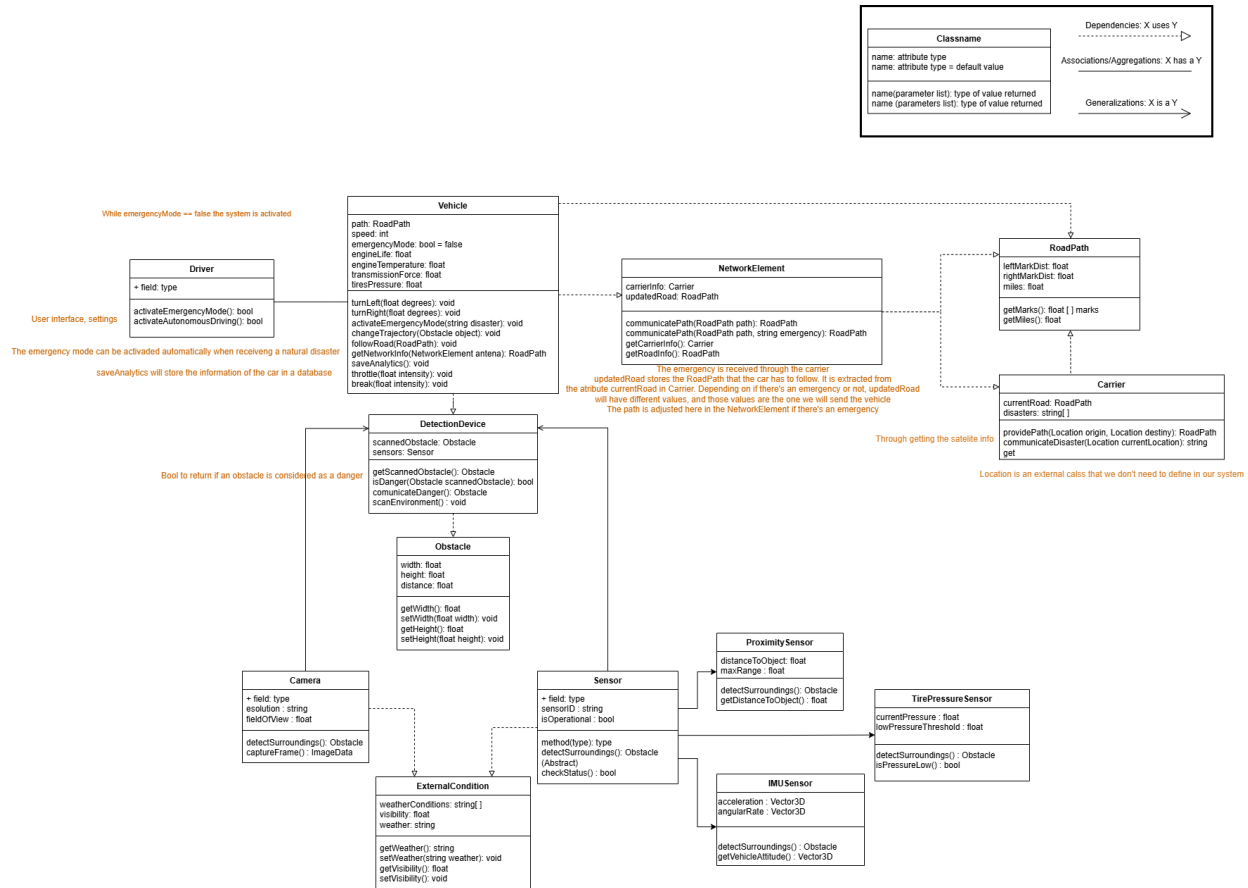 Classname
name: attribute type
name: attribute type = default value
name(parameter list): type of value returned
name (parameters list): type of value returned
Dependencies: X uses Y
Associations/Aggregations: X has a Y
Generalizations: X is a Y
While emergencyMode == false the system is activated
Vehicle
path: RoadPath
speed: int
emergencyMode: bool = false
engineLife: float
engineTemperature: float
transmissionForce: float
tiresPressure: float
turnLeft(float degrees): void
turnRight(float degrees): void
activateEmergencyMode(string disaster): void
changeTrajectory(Obstacle object): void
followRoad(RoadPath): void
getNetworkInfo(NetworkElement antena): RoadPath
saveAnalytics(): void
throttle(float intensity): void
break(float intensity): void
Driver
+ field: type
activateEmergencyMode(): bool
activateAutonomousDriving(): bool
User interface, settings
The emergency mode can be activaded automatically when receiveng a natural disaster
saveAnalytics will store the information of the car in a database
NetworkElement
carrierInfo: Carrier
updatedRoad: RoadPath
communicatePath(RoadPath path): RoadPath
communicatePath(RoadPath path, string emergency): RoadPath
getCarrierInfo(): Carrier
getRoadInfo(): RoadPath
The emergency is received through the carrier
updatedRoad stores the RoadPath that the car has to follow. It is extracted from
the atribute currentRoad in Carrier. Depending on if there's an emergency or not, updatedRoad
will have different values, and those values are the one we will send the vehicle
The path is adjusted here in the NetworkElement if there's an emergency
RoadPath
leftMarkDist: float
rightMarkDist: float
miles: float
getMarks(): float [ ] marks
getMiles(): float
Carrier
currentRoad: RoadPath
disasters: string[ ]
providePath(Location origin, Location destiny): RoadPath
communicateDisaster(Location currentLocation): string
get
Through getting the satelite info
Location is an external calss that we don't need to define in our system
DetectionDevice
scannedObstacle: Obstacle
sensors: Sensor
getScannedObstacle(): Obstacle
isDanger(Obstacle scannedObstacle): bool
comunicateDanger(): Obstacle
scanEnvironment() : void
Bool to return if an obstacle is considered as a danger
Obstacle
width: float
height: float
distance: float
getWidth(): float
setWidth(float width): void
getHeight(): float
setHeight(float height): void
Camera
+ field: type
esolution : string
fieldOfView : float
detectSurroundings(): Obstacle
captureFrame() : ImageData
Sensor
+ field: type
sensorID : string
isOperational : bool
method(type): type
detectSurroundings(): Obstacle
(Abstract)
checkStatus() : bool
ProximitySensor
distanceToObject: float
maxRange : float
detectSurroundings(): Obstacle
getDistanceToObject() : float
TirePressureSensor
currentPressure : float
lowPressureThreshold : float
detectSurroundings() : Obstacle
isPressureLow() : bool
IMUSensor
acceleration : Vector3D
angularRate : Vector3D
detectSurroundings() : Obstacle
getVehicleAttitude() : Vector3D
ExternalCondition
weatherConditions: string[ ]
visibility: float
weather: string
getWeather(): string
setWeather(string weather): void
getVisibility(): float
setVisibility(): void